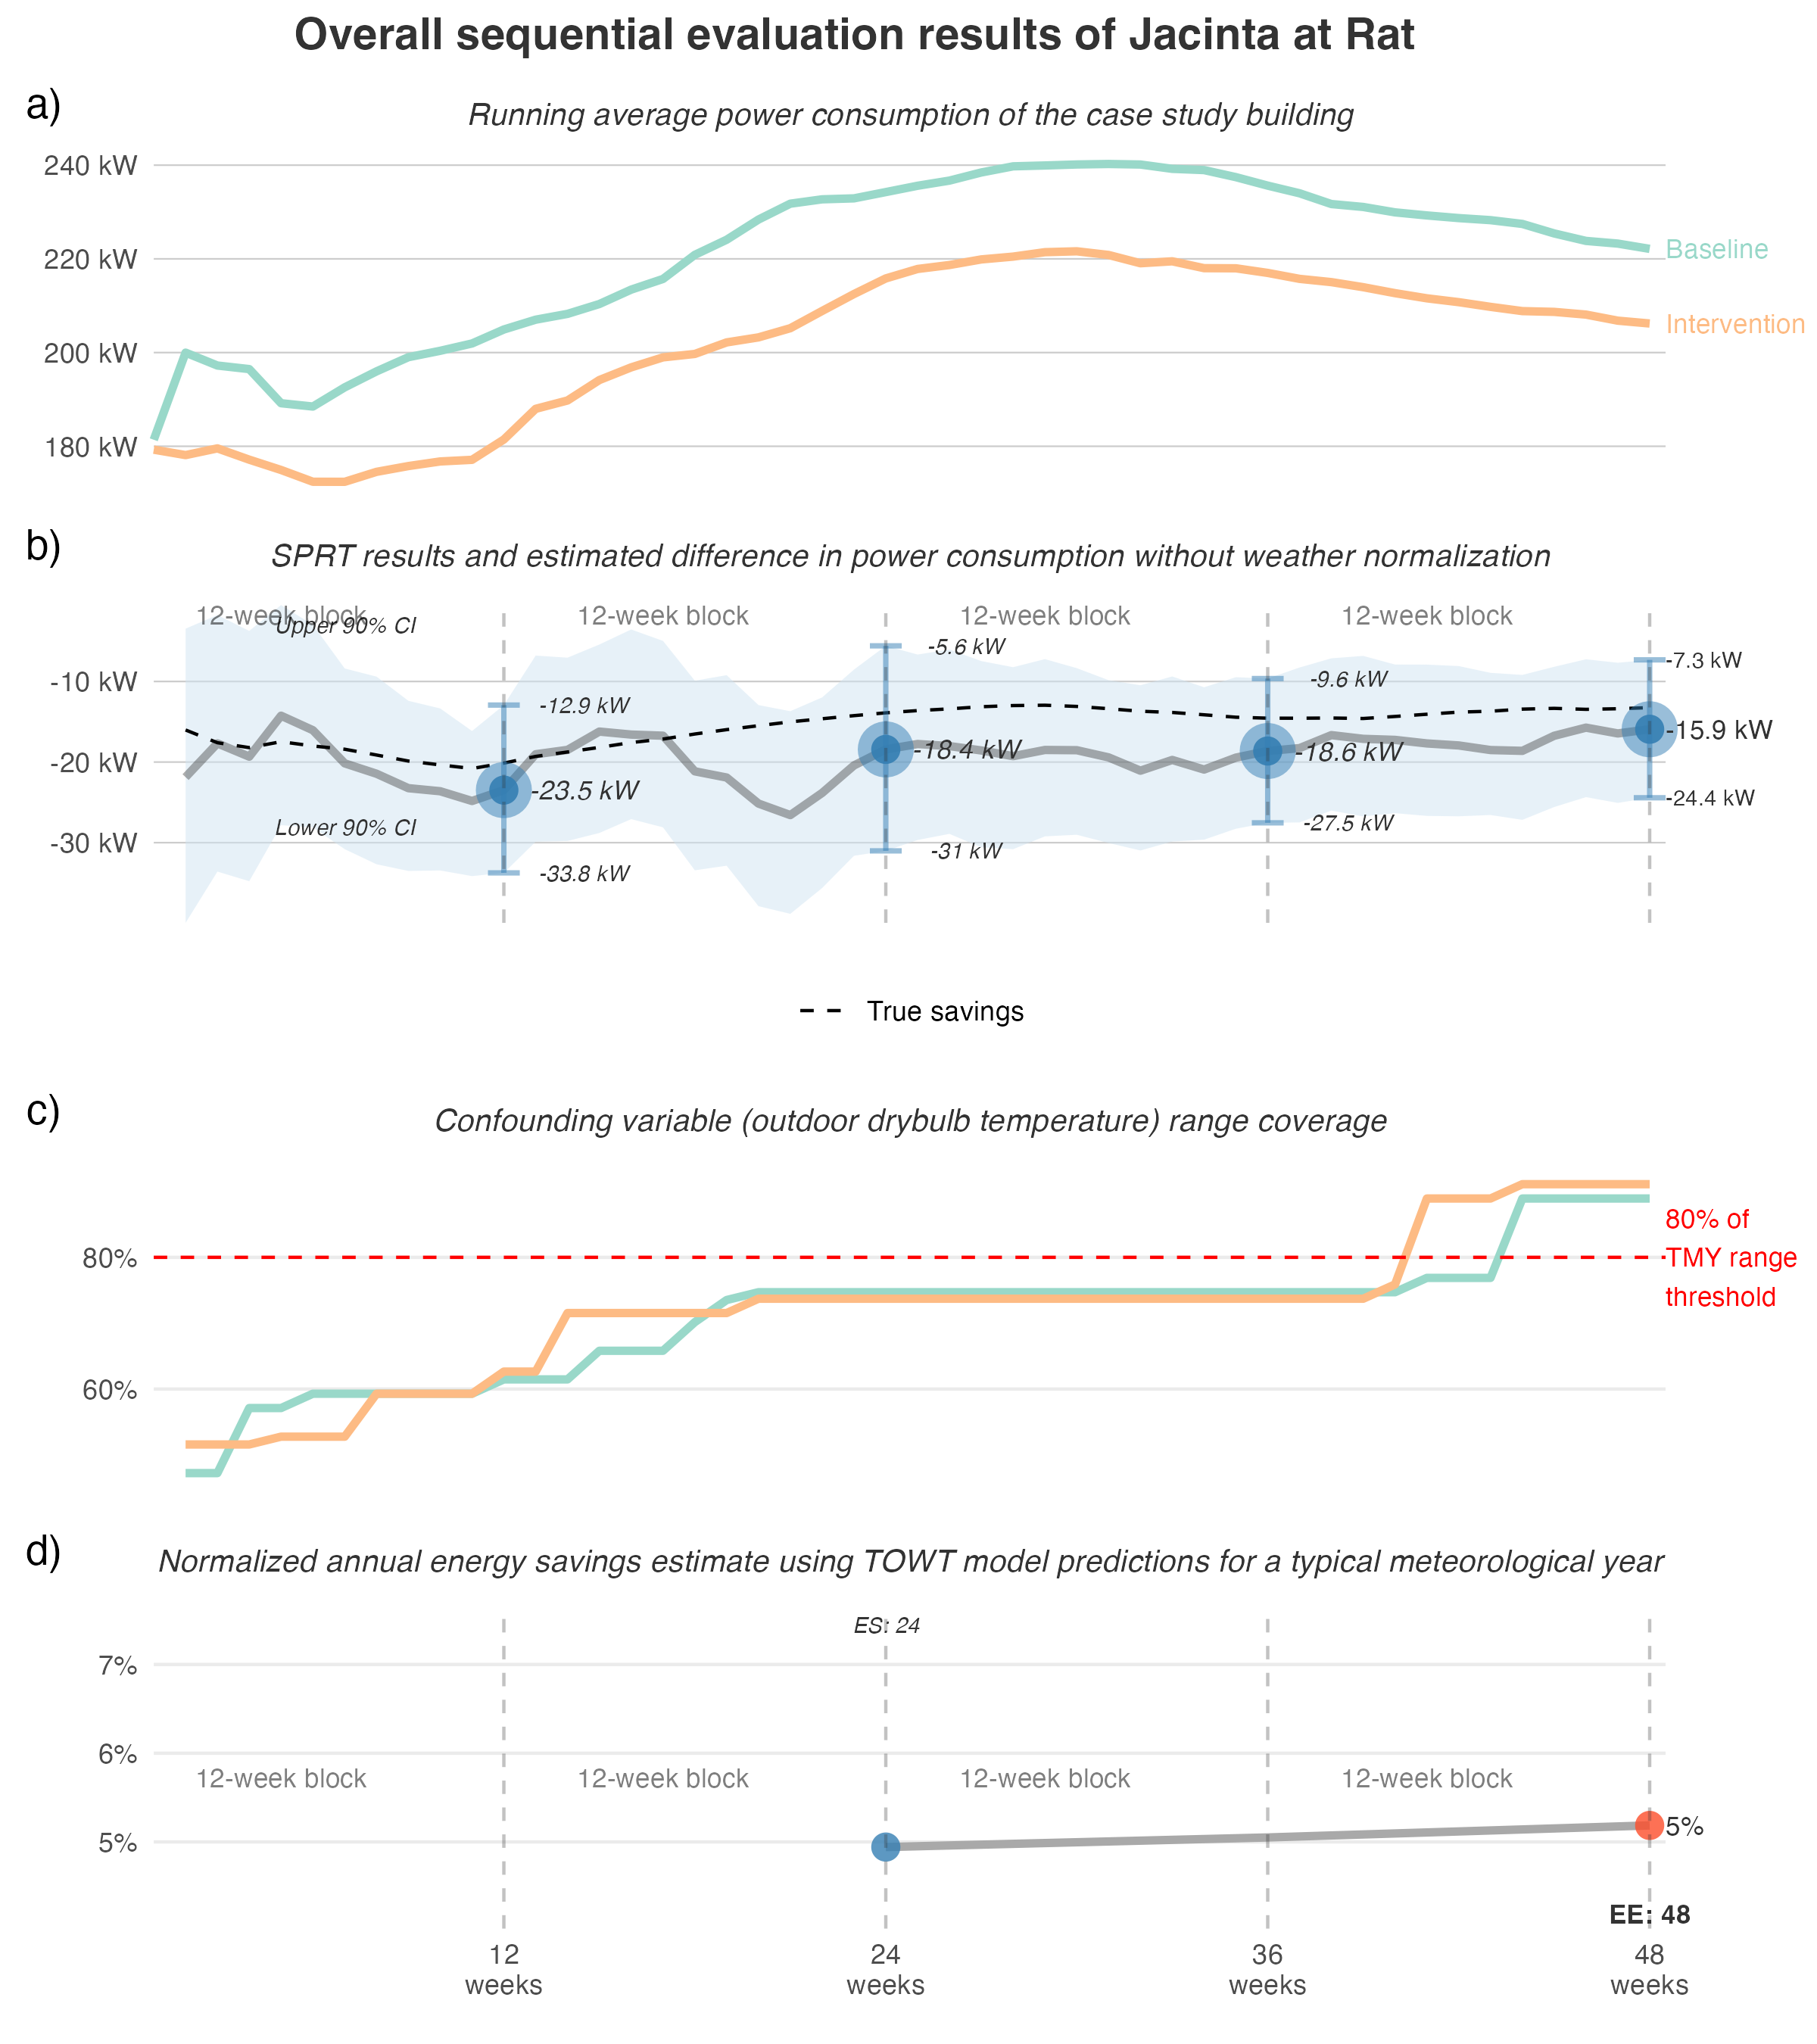 Overall sequential evaluation results of Jacinta at Rat
a)
Running average power consumption of the case study building
240 kW
220 kW
200 kW
180 kW
Baseline
Intervention
b)
SPRT results and estimated difference in power consumption without weather normalization
12-week block
12-week block
12-week block
12-week block
Upper 90% CI
-5.6 kW
-7.3 kW
-10 kW
-9.6 kW
-12.9 kW
-15.9 kW
-18.4 kW
-18.6 kW
-20 kW
-23.5 kW
-24.4 kW
Lower 90% CI
-27.5 kW
-30 kW
-31 kW
-33.8 kW
True savings
c)
Confounding variable (outdoor drybulb temperature) range coverage
80%
60%
80% of
TMY range
threshold
d)
Normalized annual energy savings estimate using TOWT model predictions for a typical meteorological year
ES: 24
7%
6%
12-week block
12-week block
12-week block
12-week block
5%
5%
EE: 48
12
weeks
24
weeks
36
weeks
48
weeks